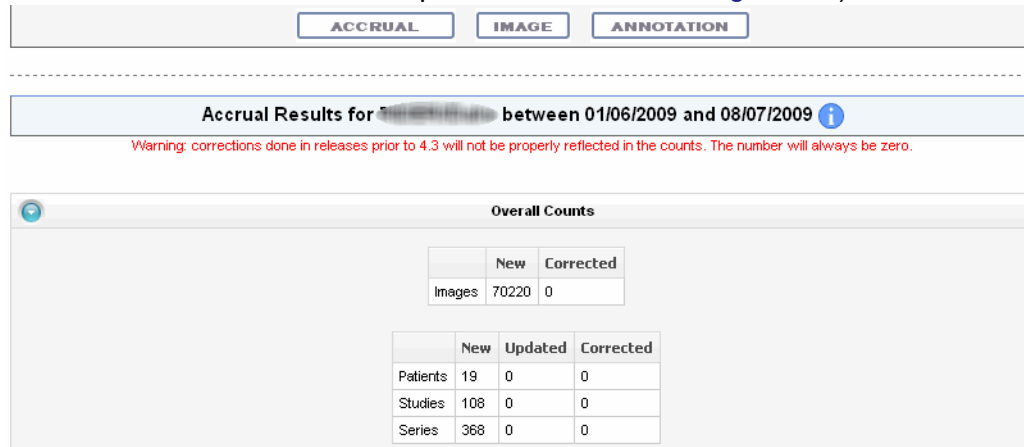 ACCRUAL IMAGE ANNOTATION
Accrual Results for between 01/06/2009 and 08/07/2009 i
Warning: corrections done in releases prior to 4.3 will not be properly reflected in the counts. The number will always be zero.
Overall Counts
New Corrected
Images 70220 0
New Updated Corrected
Patients 19 0 0
Studies 108 0 0
Series 368 0 0